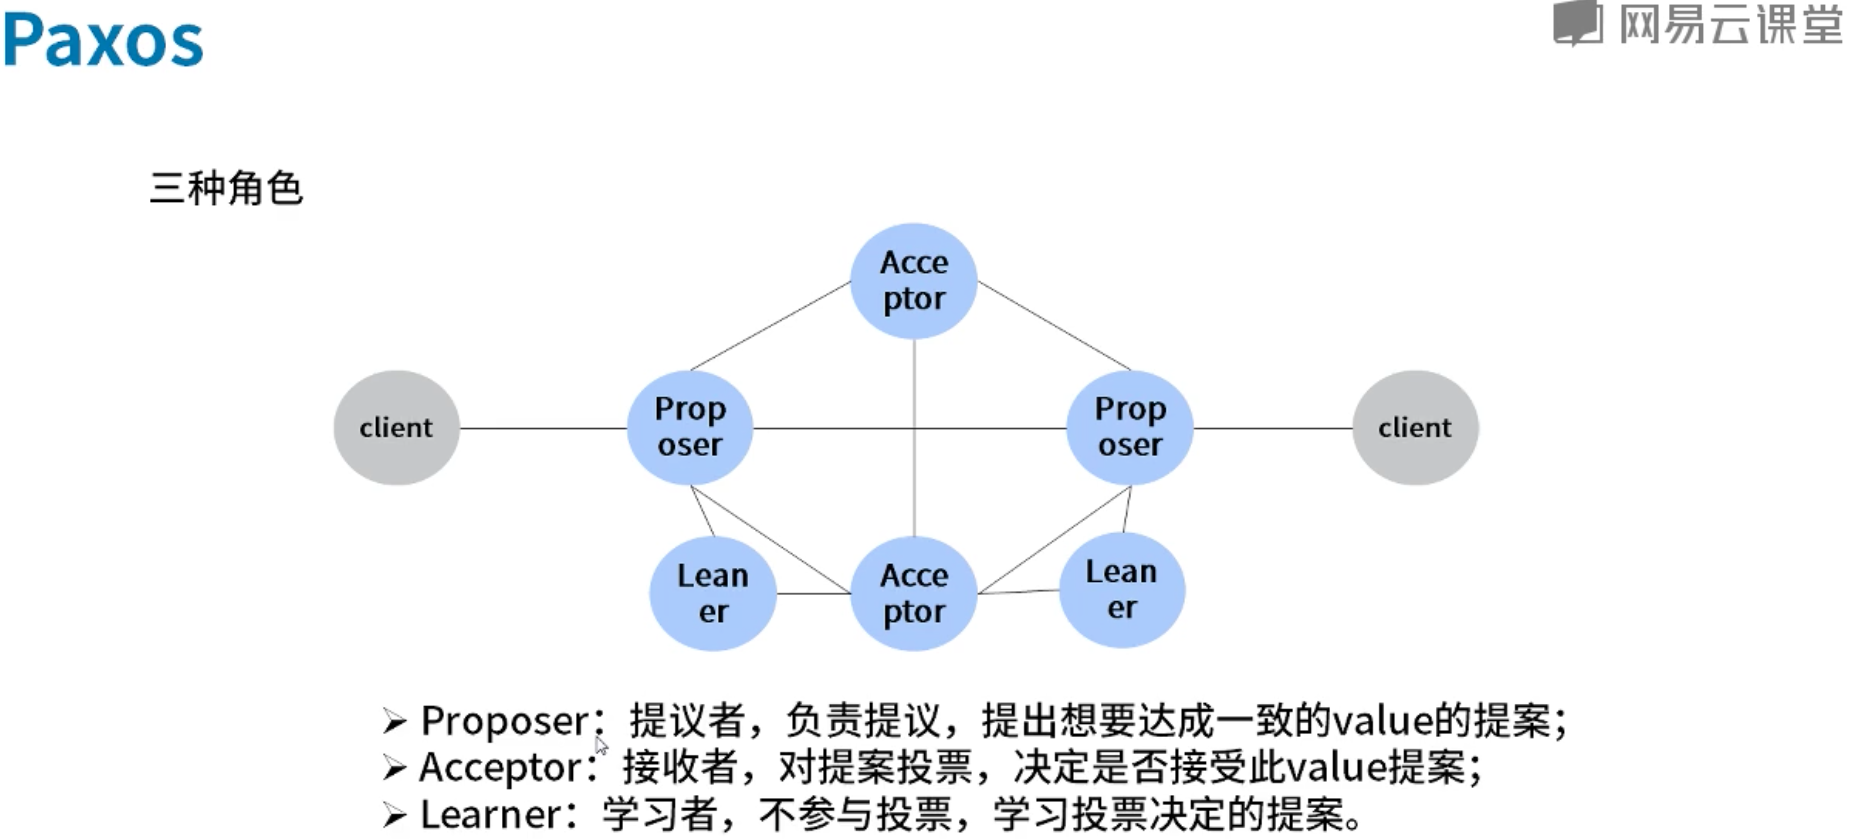 Paxos
网易云课堂
三种角色
Acce
ptor
client
Prop
oser
Prop
oser
client
Lean
er
Acce
ptor
Lean
er
➢ Proposer：提议者，负责提议，提出想要达成一致的value的提案；
➢ Acceptor：接收者，对提案投票，决定是否接受此value提案；
➢ Learner：学习者，不参与投票，学习投票决定的提案。